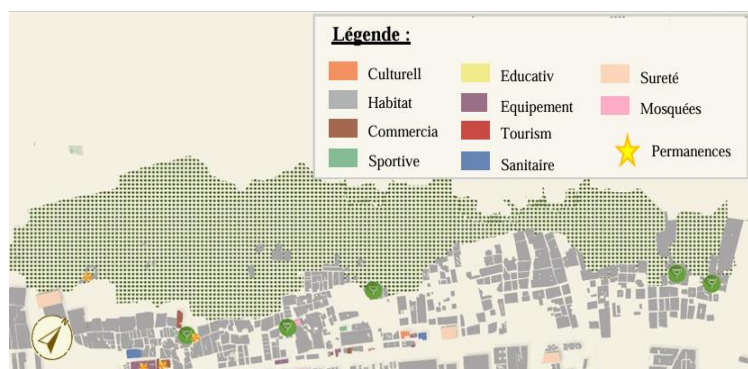 Légende :
Culturell
Habitat
Commercia
Sportive
Educativ
Equipement
Tourism
Sanitaire
Sureté
Mosquées
Permanences